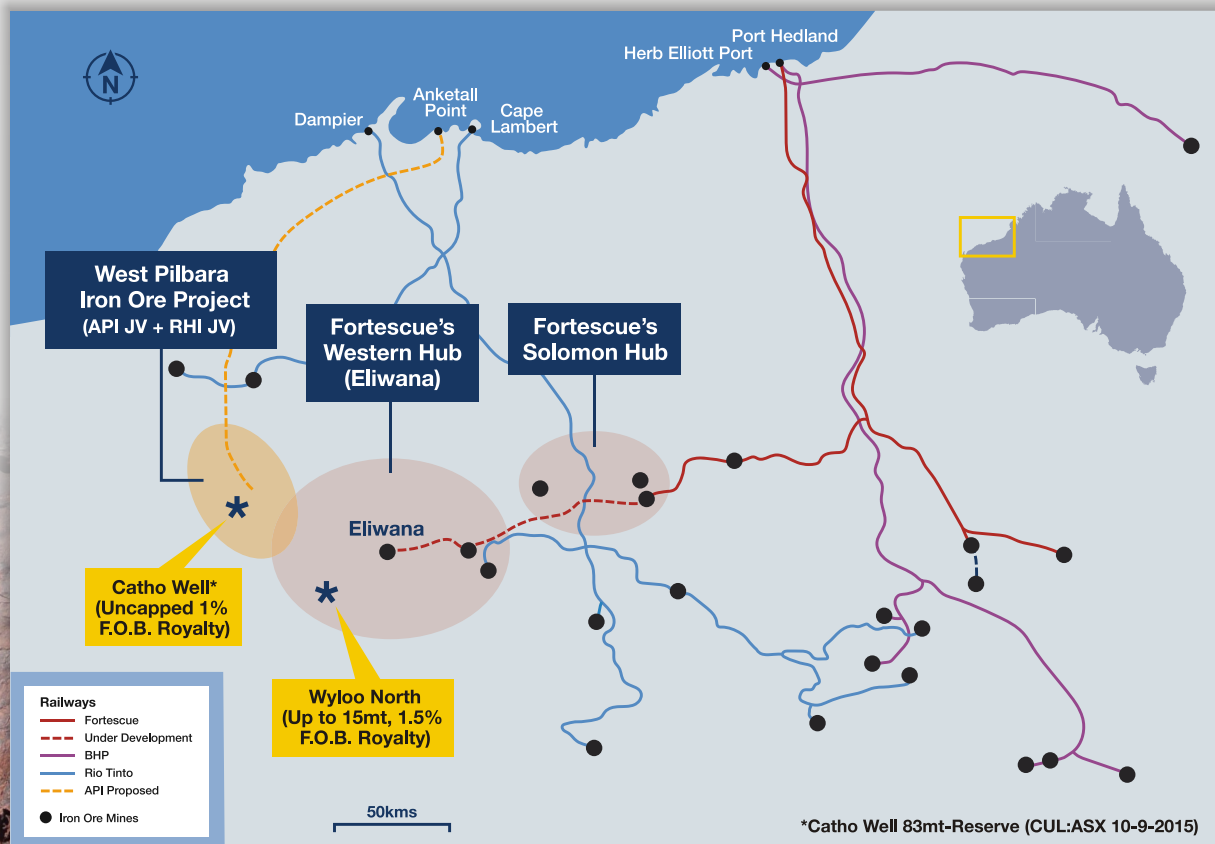 Port Hedland
Herb Elliott Port
N
Anketall
Point
Dampier
Cape
Lambert
West Pilbara
Iron Ore Project
(API JV + RHI JV)
Fortescue's
Western Hub
(Eliwana)
Fortescue's
Solomon Hub
*
Eliwana
*
Catho Well*
(Uncapped 1%
F.O.B. Royalty)
Wyloo North
(Up to 15mt, 1.5%
F.O.B. Royalty)
Railways
Fortescue
Under Development
BHP
Rio Tinto
API Proposed
Iron Ore Mines
50kms
*Catho Well 83mt-Reserve (CUL:ASX 10-9-2015)